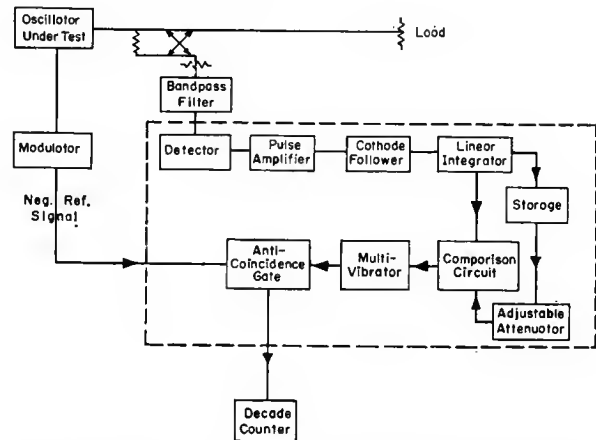 Oscillator
Under Test
Load
Bandpass
Filter
Modulator
Detector
Pulse
Amplifier
Cathode
Follower
Linear
Integrator
Neg. Ref.
Signal
Storage
Anti-
Coincidence
Gate
Multi-
Vibrator
Comparison
Circuit
Adjustable
Attenuator
Decade
Counter